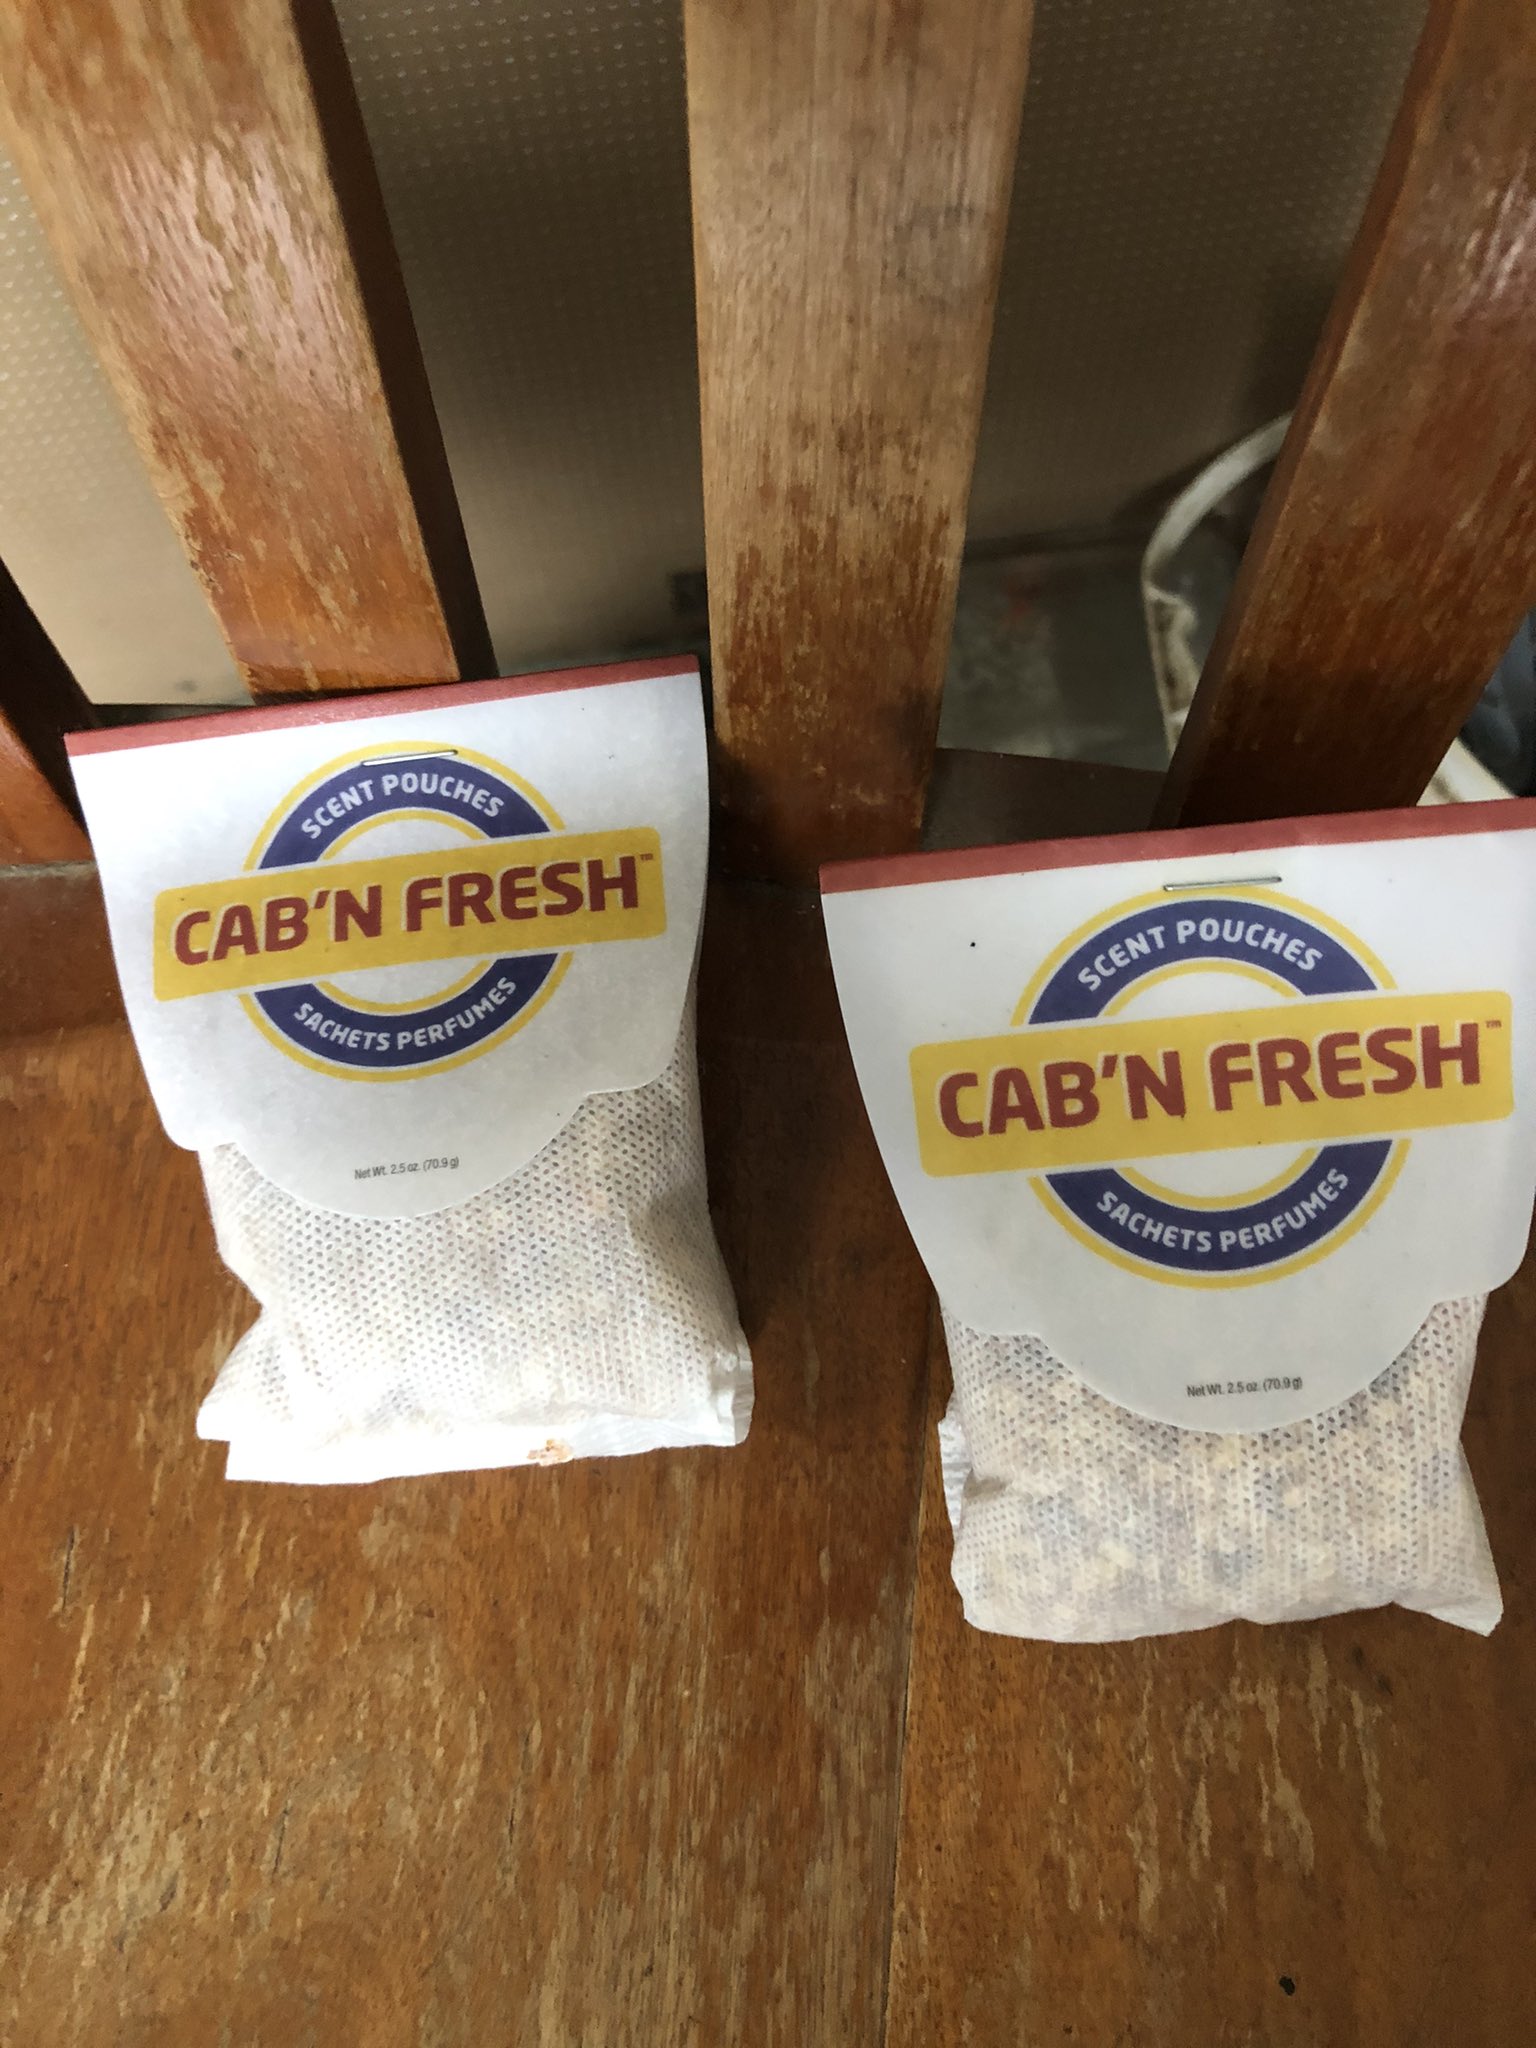 SCENT POUCHES
CAB'N FRESH™
SACHETS PERFUMES
Net Wt. 2.5 oz. (70.9 g)
SCENT POUCHES
CAB'N FRESH™
SACHETS PERFUMES
Net Wt. 2.5 oz. (70.9 g)